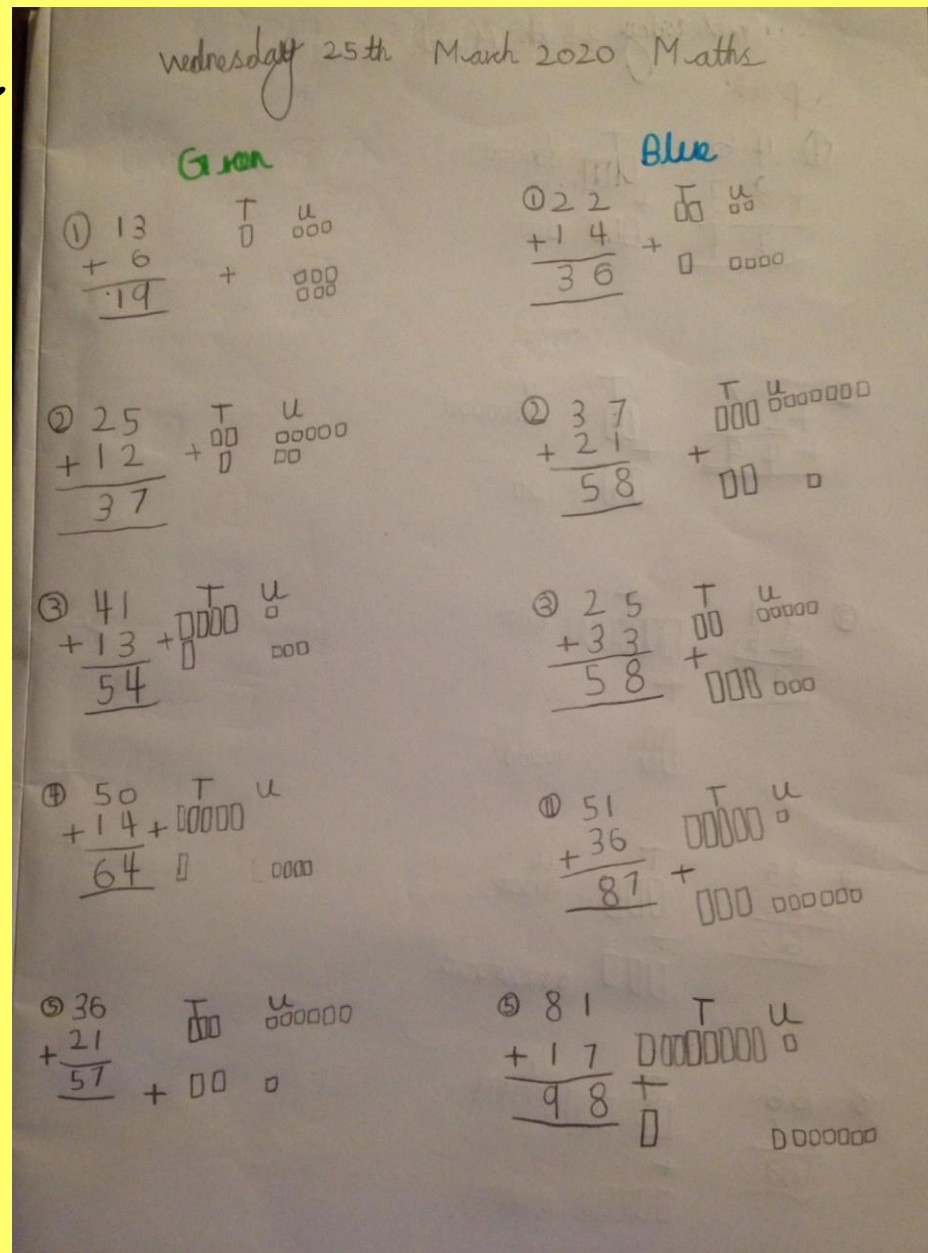 Wednesday 25th March 2020 Maths
Green
① 13 T U
+ 6 +
19
② 25 T U
+ 12 +
37
③ 41 T U
+ 13 +
54
④ 50 T U
+ 14 +
64
⑤ 36 T U
+ 21 +
57
Blue
① 22 T U
+ 14 +
36
② 37 T U
+ 21 +
58
③ 25 T U
+ 33 +
58
51 T U
+ 36 +
87
⑤ 81 T U
+ 17 +
98